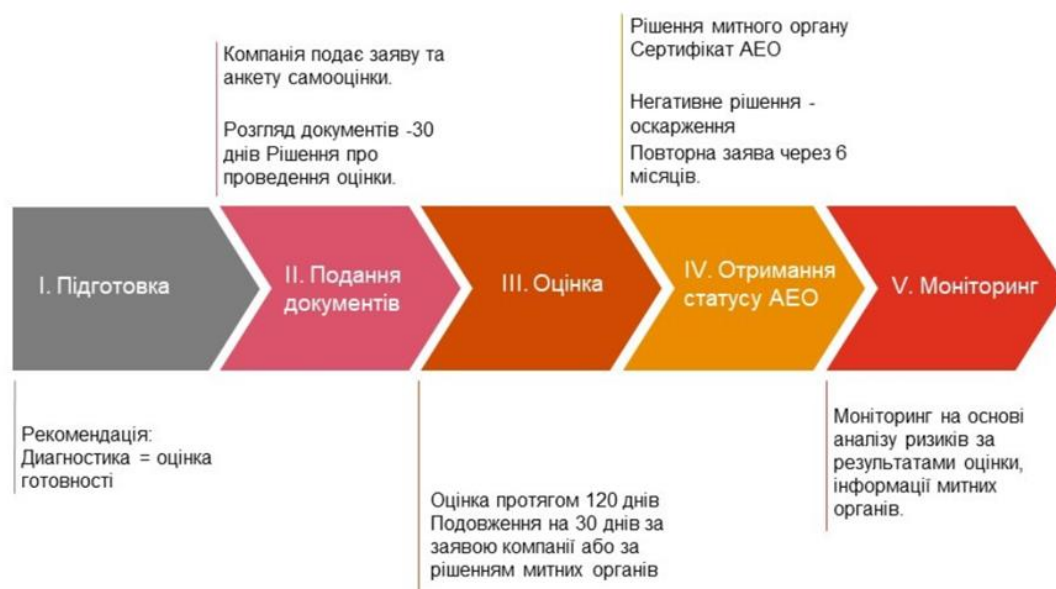 Компанія подає заяву та
анкету самооцінки.
Розгляд документів -30
днів Рішення про
проведення оцінки.
Рішення митного органу
Сертифікат АЕО
Негативне рішення -
оскарження
Повторна заява через 6
місяців.
І. Підготовка
ІІ. Подання
документів
ІІІ. Оцінка
IV. Отримання
статусу АЕО
V. Моніторинг
Рекомендація:
Диагностика = оцінка
готовності
Оцінка протягом 120 днів
Подовження на 30 днів за
заявою компанії або за
рішенням митних органів
Моніторинг на основі
аналізу ризиків за
результатами оцінки,
інформації митних
органів.